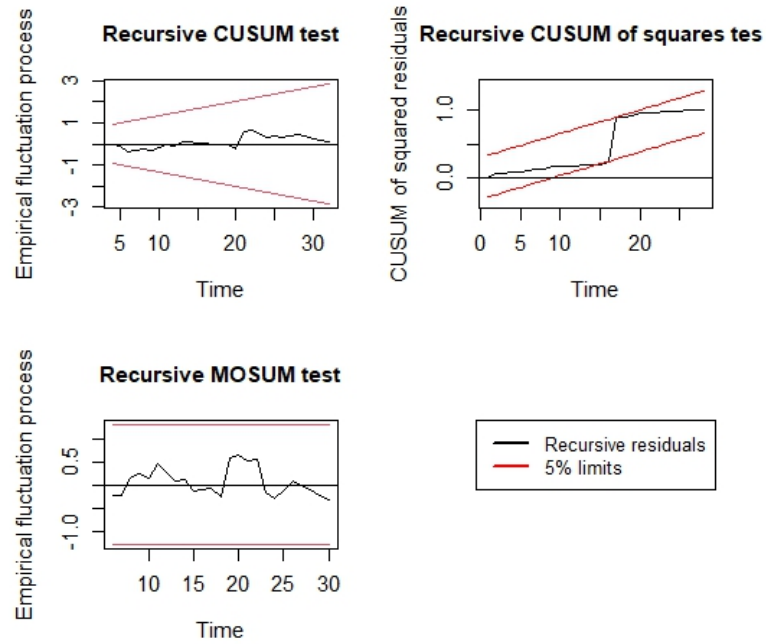 Recursive CUSUM test
Empirical fluctuation process
3
1
-1
-3
5 10 20 30
Time
Recursive CUSUM of squares tes
CUSUM of squared residuals
1.0
0.0
0 5 10 20
Time
Recursive MOSUM test
Empirical fluctuation process
0.5
-1.0
10 15 20 25 30
Time
Recursive residuals
5% limits